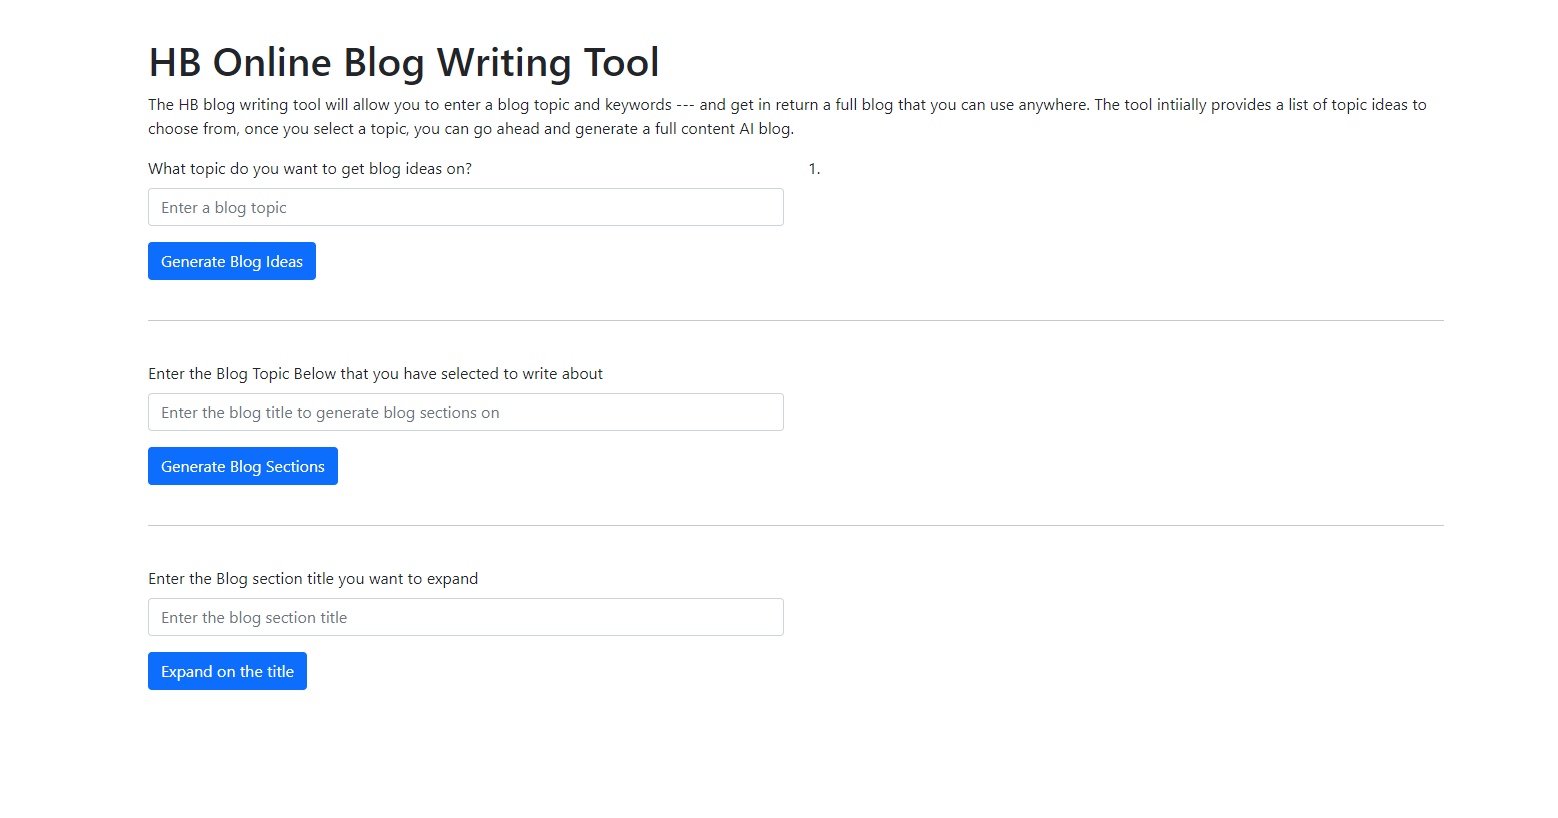 HB Online Blog Writing Tool
The HB blog writing tool will allow you to enter a blog topic and keywords --- and get in return a full blog that you can use anywhere. The tool intiially provides a list of topic ideas to
choose from, once you select a topic, you can go ahead and generate a full content AI blog.
What topic do you want to get blog ideas on?
1.
Enter a blog topic
Generate Blog Ideas
Enter the Blog Topic Below that you have selected to write about
Enter the blog title to generate blog sections on
Generate Blog Sections
Enter the Blog section title you want to expand
Enter the blog section title
Expand on the title